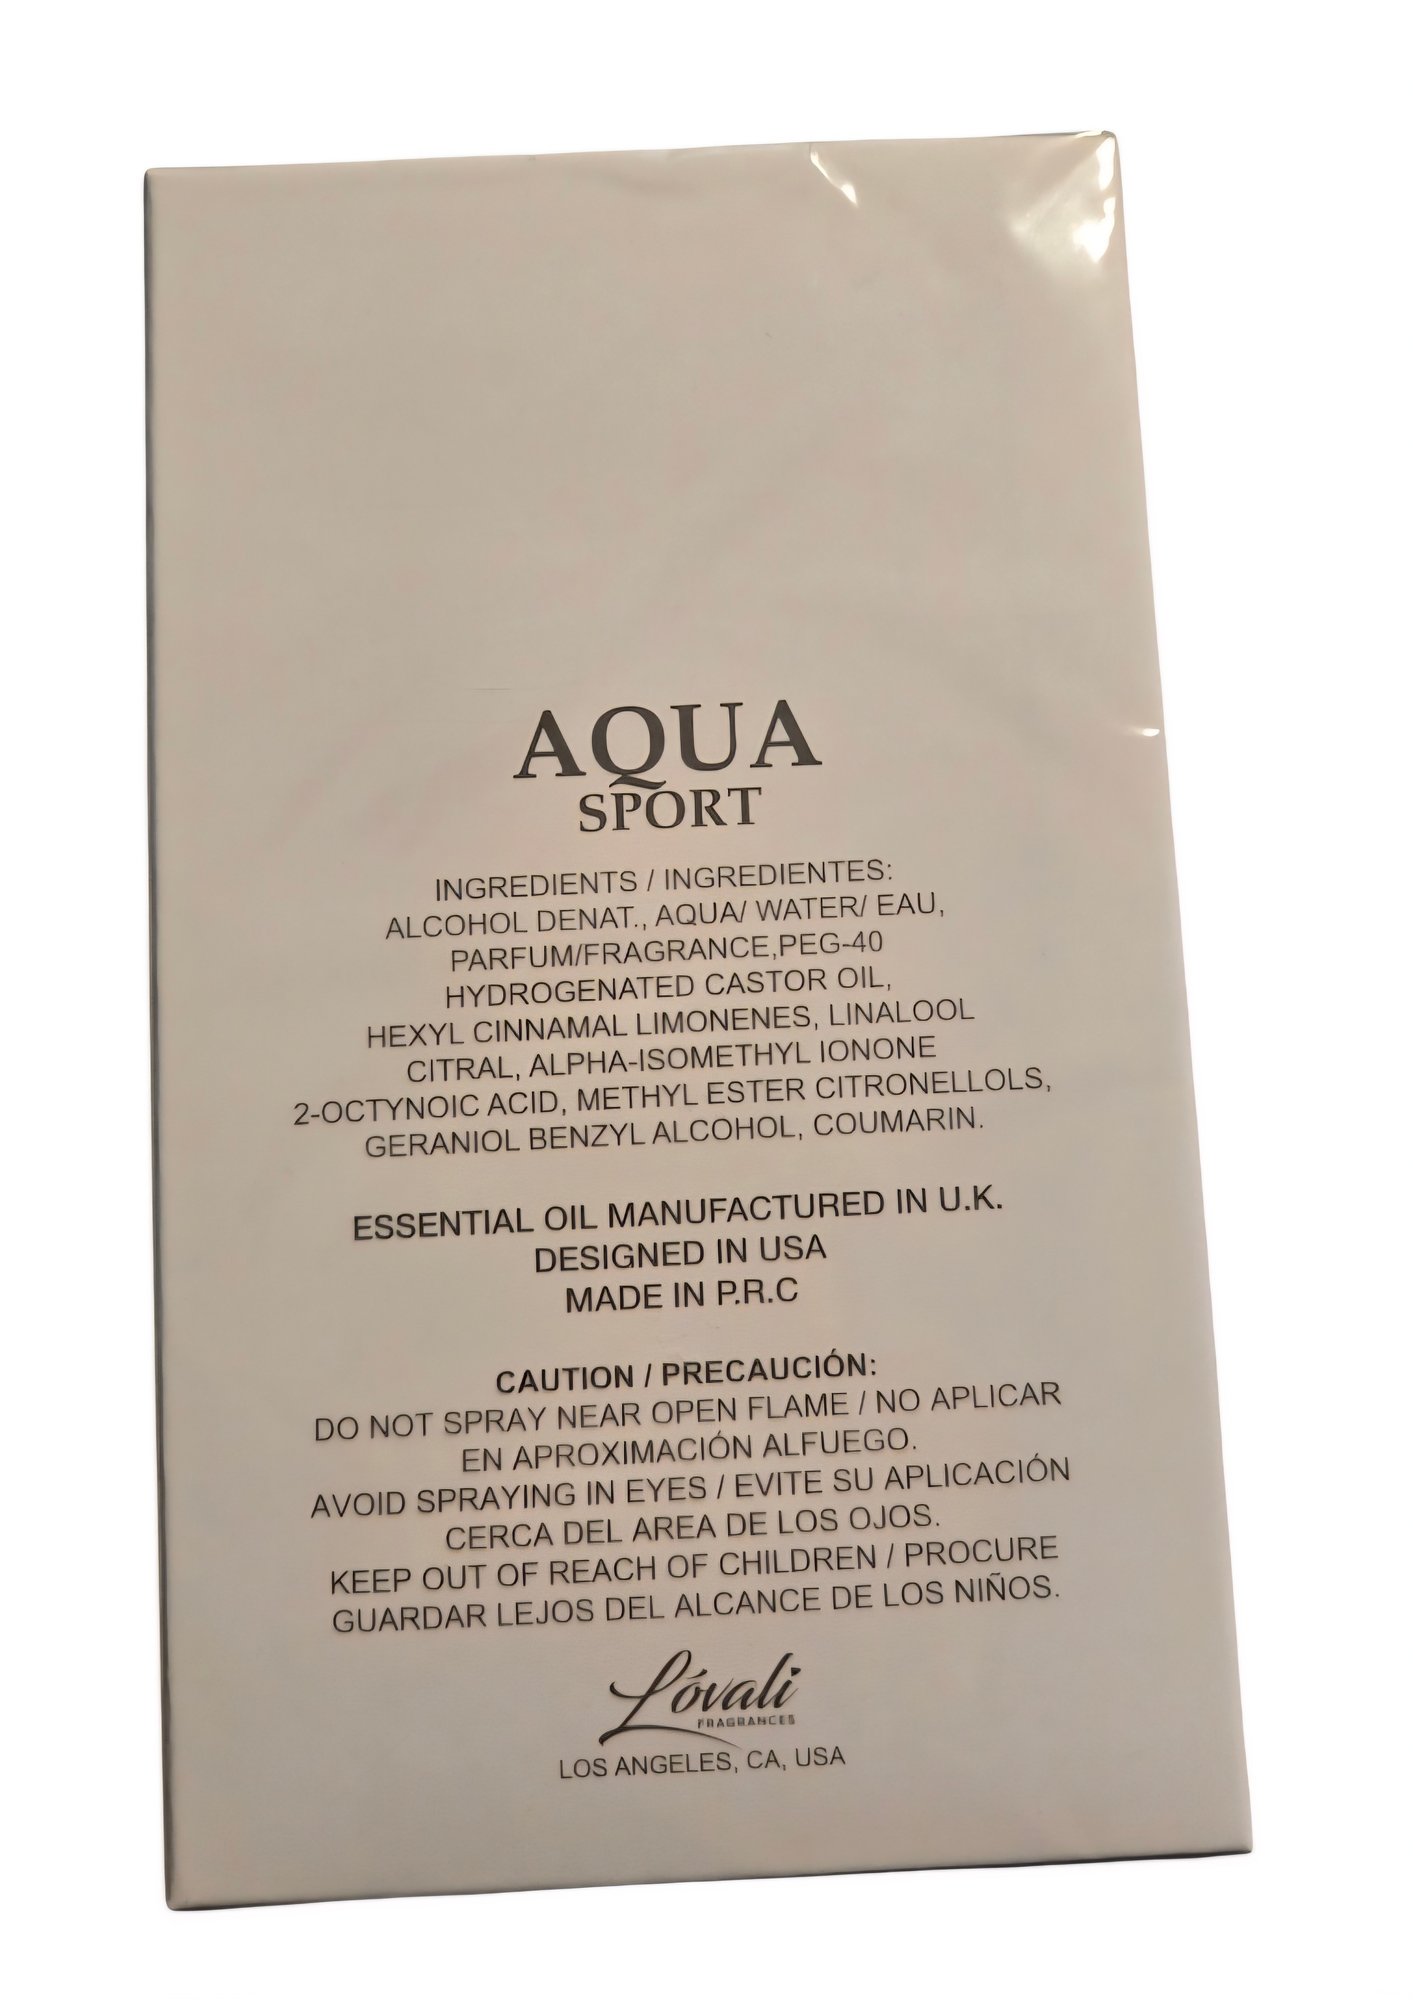 AQUA
SPORT
INGREDIENTS / INGREDIENTES:
ALCOHOL DENAT., AQUA/ WATER/ EAU,
PARFUM/FRAGRANCE,PEG-40
HYDROGENATED CASTOR OIL,
HEXYL CINNAMAL LIMONENES, LINALOOL
CITRAL, ALPHA-ISOMETHYL IONONE
2-OCTYNOIC ACID, METHYL ESTER CITRONELLOLS,
GERANIOL BENZYL ALCOHOL, COUMARIN.
ESSENTIAL OIL MANUFACTURED IN U.K.
DESIGNED IN USA
MADE IN P.R.C
CAUTION / PRECAUCIÓN:
DO NOT SPRAY NEAR OPEN FLAME / NO APLICAR
EN APROXIMACIÓN ALFUEGO.
AVOID SPRAYING IN EYES / EVITE SU APLICACIÓN
CERCA DEL AREA DE LOS OJOS.
KEEP OUT OF REACH OF CHILDREN / PROCURE
GUARDAR LEJOS DEL ALCANCE DE LOS NIÑOS.
Lóvali
FRAGRANCES
LOS ANGELES, CA, USA